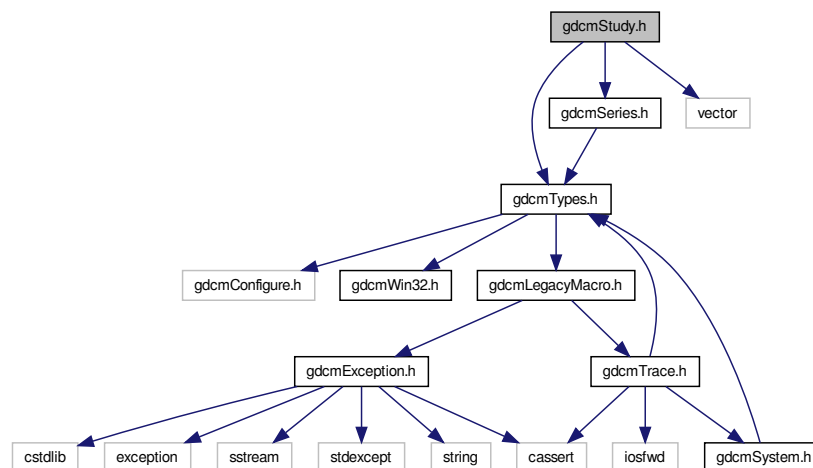 gdcmStudy.h
gdcmSeries.h
vector
gdcmTypes.h
gdcmConfigure.h
gdcmWin32.h
gdcmLegacyMacro.h
gdcmException.h
gdcmTrace.h
cstdlib
exception
sstream
stdexcept
string
cassert
iosfwd
gdcmSystem.h